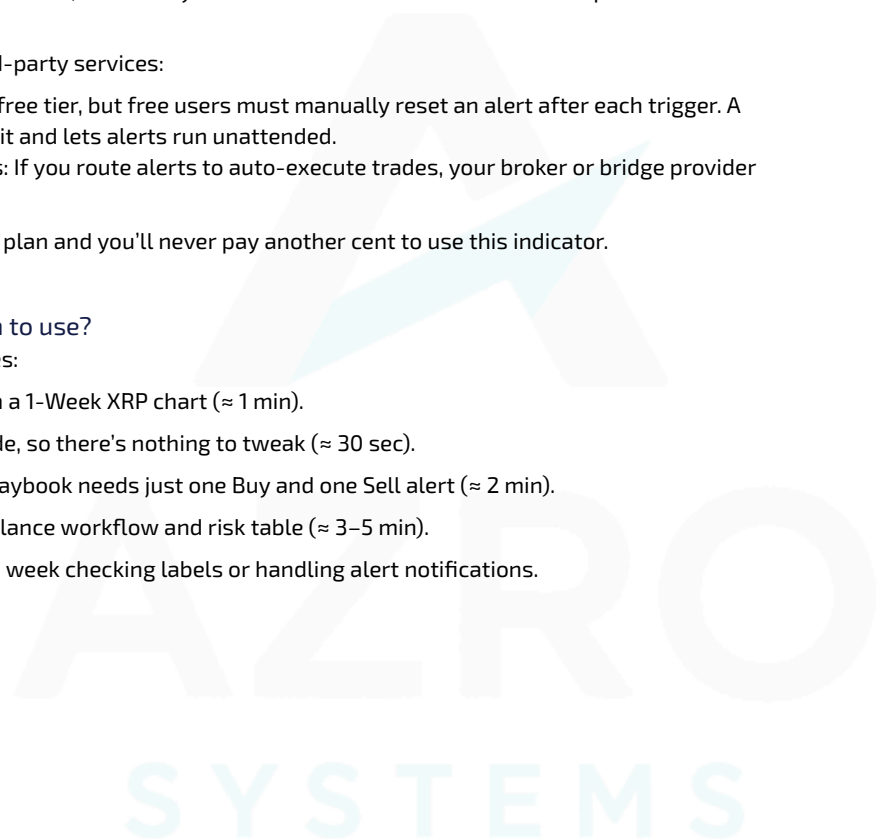 -party services:
free tier, but free users must manually reset an alert after each trigger. A
it and lets alerts run unattended.
: If you route alerts to auto-execute trades, your broker or bridge provider
plan and you’ll never pay another cent to use this indicator.
to use?
es:
a 1-Week XRP chart (≈ 1 min).
de, so there’s nothing to tweak (≈ 30 sec).
aybook needs just one Buy and one Sell alert (≈ 2 min).
lance workflow and risk table (≈ 3–5 min).
week checking labels or handling alert notifications.
AZRO
SYSTEMS